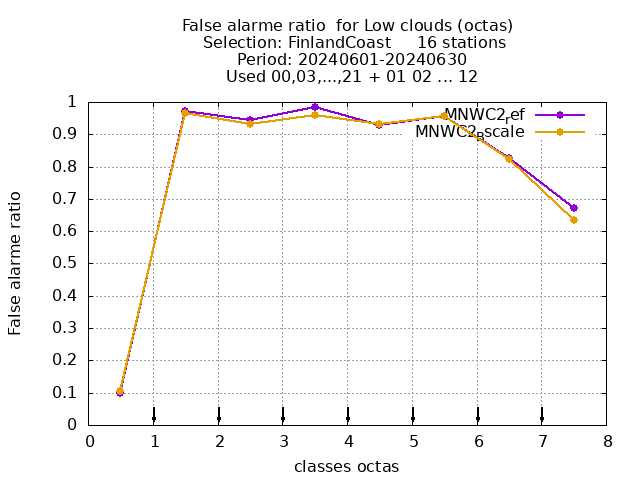 False alarme ratio  for Low clouds (octas)
Selection: FinlandCoast     16 stations
Period: 20240601-20240630
Used 00,03,...,21 + 01 02 ... 12
MNWC2ref
MNWC2pscale
1
0.9
0.8
0.7
0.6
0.5
0.4
0.3
0.2
0.1
0
False alarme ratio
0 1 2 3 4 5 6 7 8
classes octas